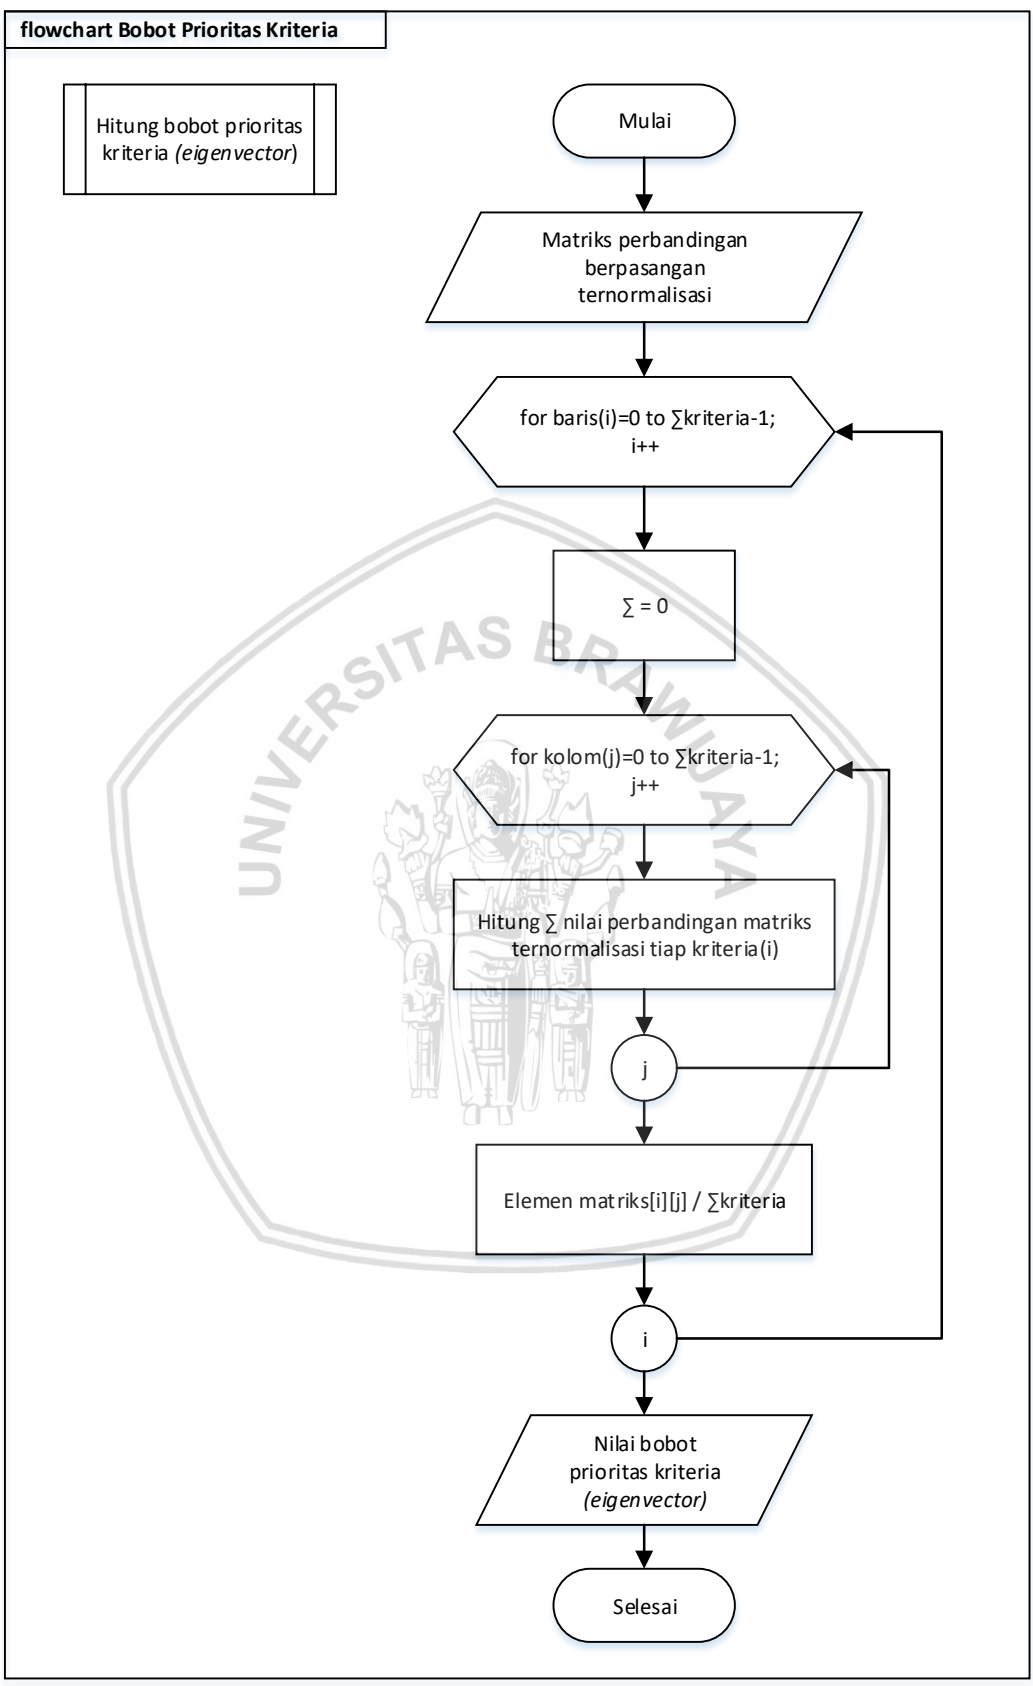 flowchart Bobot Prioritas Kriteria
Hitung bobot prioritas
kriteria (eigenvector)
Mulai
Matriks perbandingan
berpasangan
ternormalisasi
for baris(i)=0 to ∑kriteria-1;
i++
∑ = 0
UNIVERSITAS BRAWIJAYA
for kolom(j)=0 to ∑kriteria-1;
j++
Hitung ∑ nilai perbandingan matriks
ternormalisasi tiap kriteria(i)
j
Elemen matriks[i][j] / ∑kriteria
i
Nilai bobot
prioritas kriteria
(eigenvector)
Selesai